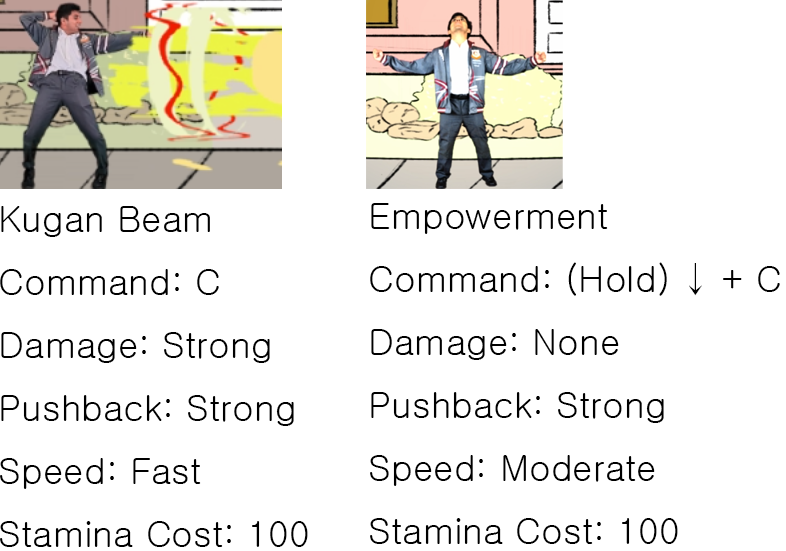 Kugan Beam
Command: C
Damage: Strong
Pushback: Strong
Speed: Fast
Stamina Cost: 100
Empowerment
Command: (Hold) ↓ + C
Damage: None
Pushback: Strong
Speed: Moderate
Stamina Cost: 100